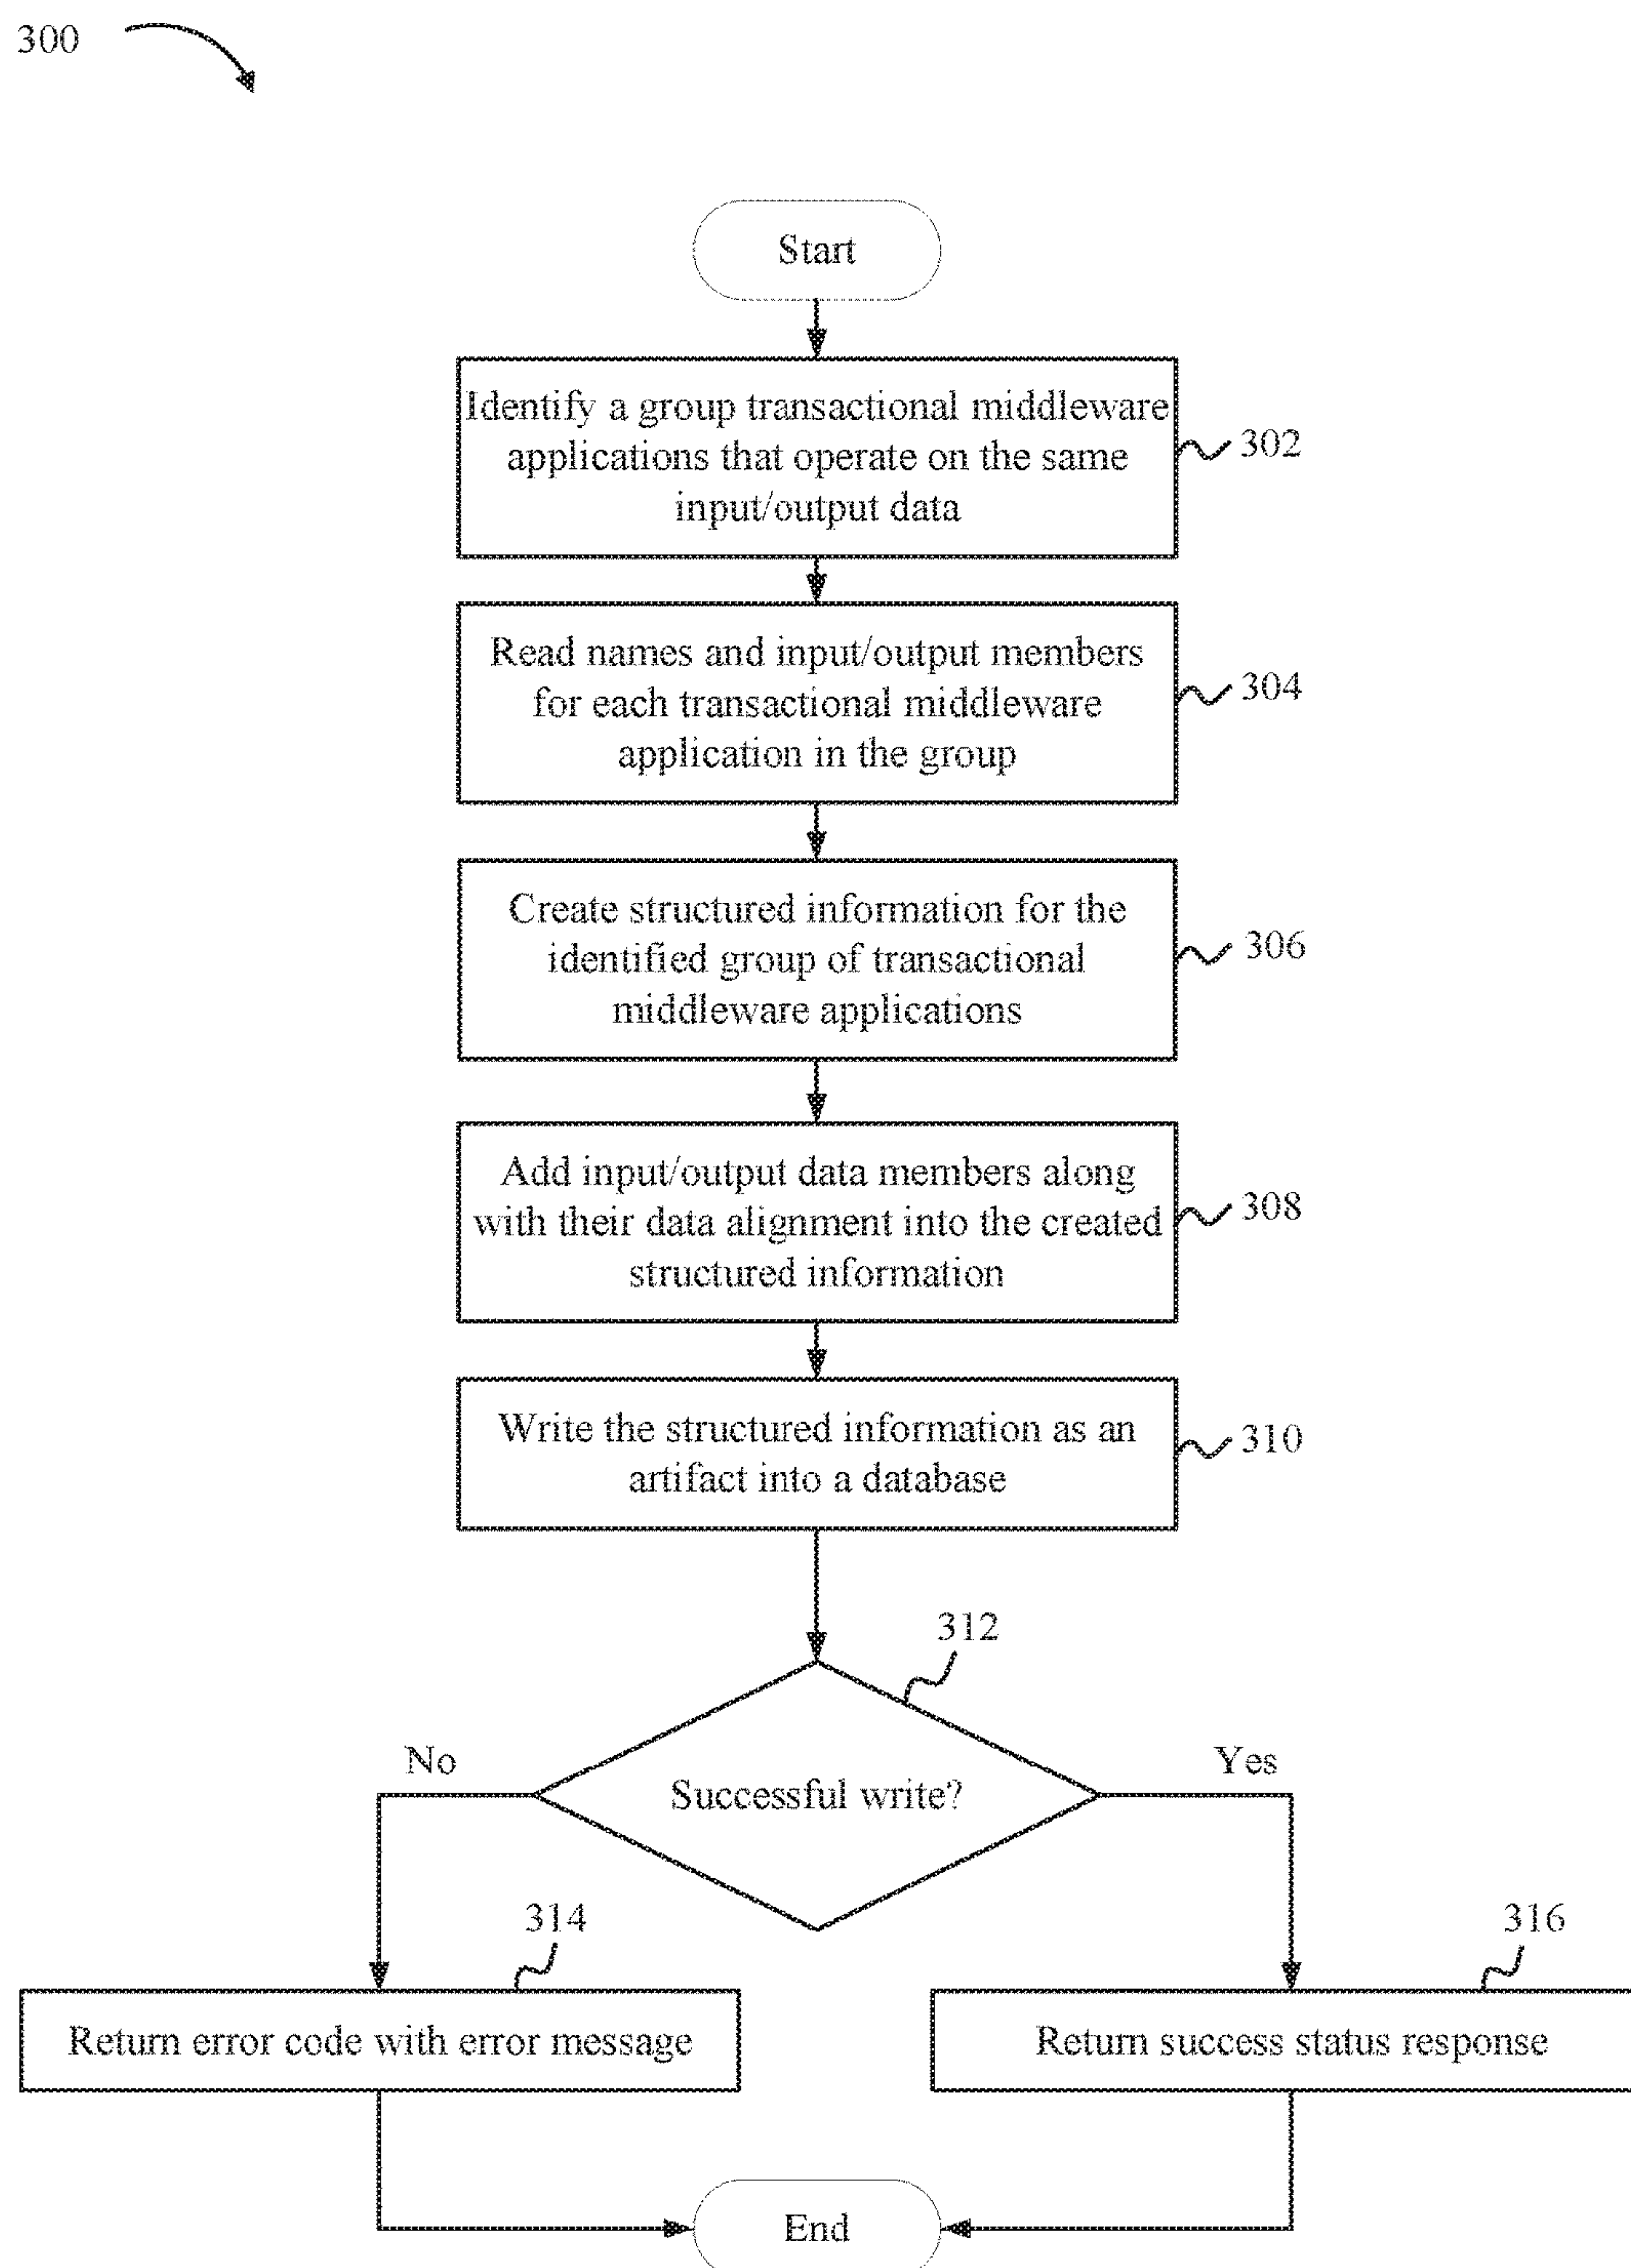 300
Start
Identify a group transactional middleware
applications that operate on the same
input/output data
302
Read names and input/output members
for each transactional middleware
application in the group
304
Create structured information for the
identified group of transactional
middleware applications
306
Add input/output data members along
with their data alignment into the created
structured information
308
Write the structured information as an
artifact into a database
310
312
Successful write?
No
Yes
314
316
Return error code with error message
Return success status response
End